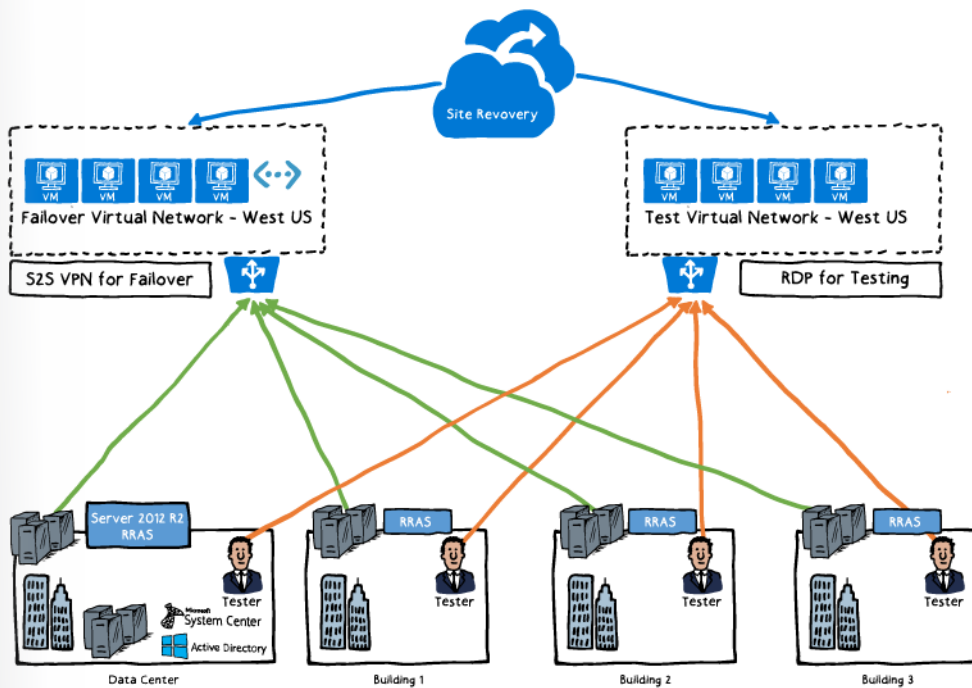 Site Revovery
VM VM VM VM
Failover Virtual Network - West US
VM VM VM VM
Test Virtual Network - West US
S2S VPN for Failover
RDP for Testing
Server 2012 R2
RRAS
RRAS
RRAS
RRAS
Tester
Tester
Tester
Tester
Microsoft
System Center
Active Directory
Data Center
Building 1
Building 2
Building 3